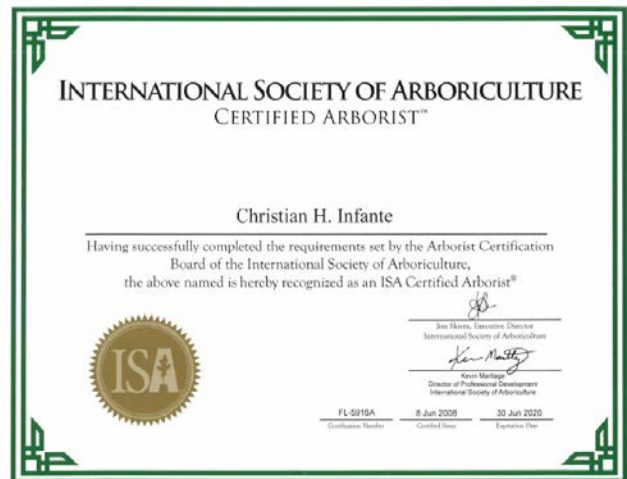 INTERNATIONAL SOCIETY OF ARBORICULTURE
CERTIFIED ARBORIST™
Christian H. Infante
Having successfully completed the requirements set by the Arborist Certification
Board of the International Society of Arboriculture,
the above named is hereby recognized as an ISA Certified Arborist®
Jim Skiera, Executive Director
International Society of Arboriculture
Kevin Martlage
Director of Professional Development
International Society of Arboriculture
ISA
FL-5916A 8 Jun 2008 30 Jun 2020
Certification Number Certified Since Expiration Date